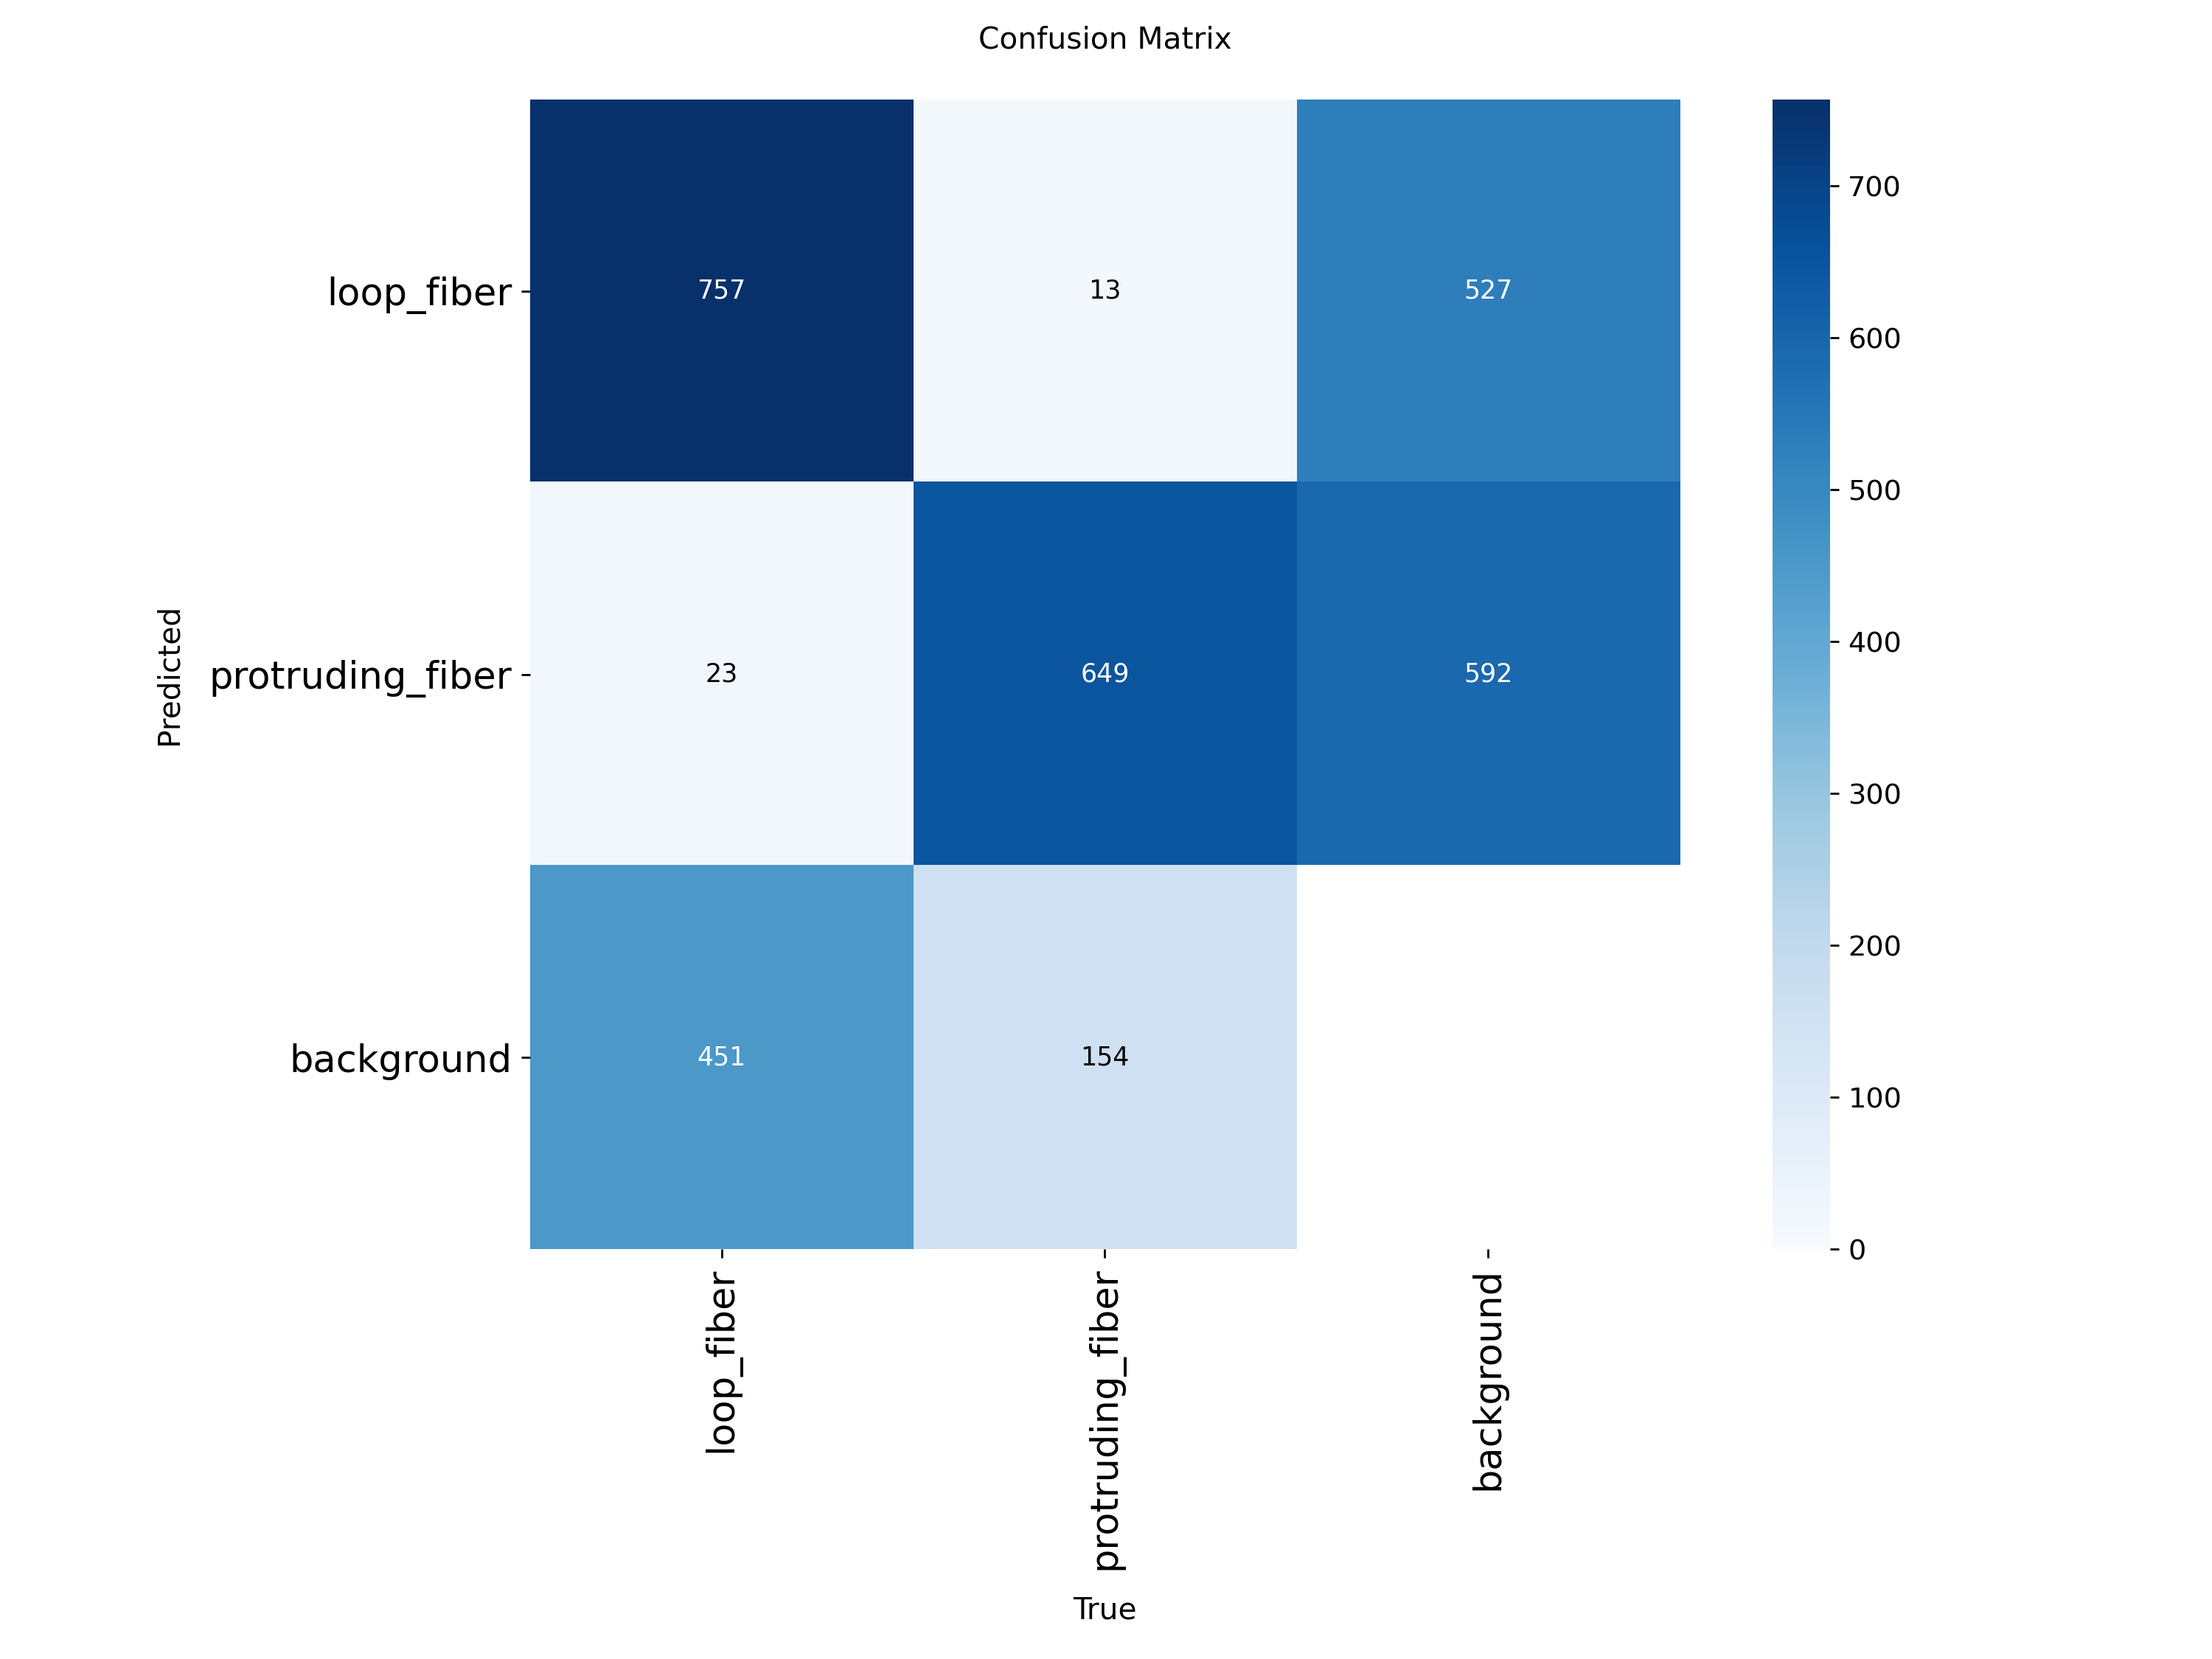 Confusion Matrix
Predicted
loop_fiber
757
13
527
protruding_fiber
23
649
592
background
451
154
loop_fiber
protruding_fiber
background
True
700
600
500
400
300
200
100
0